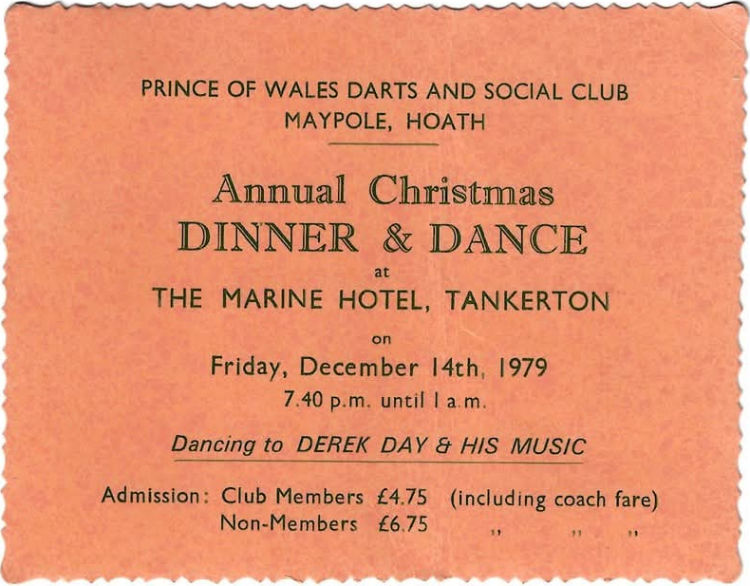 PRINCE OF WALES DARTS AND SOCIAL CLUB
MAYPOLE, HOATH
Annual Christmas
DINNER & DANCE
at
THE MARINE HOTEL, TANKERTON
on
Friday, December 14th, 1979
7.40 p.m. until 1 a.m.
Dancing to DEREK DAY & HIS MUSIC
Admission: Club Members £4.75 (including coach fare)
Non-Members £6.75 " " "